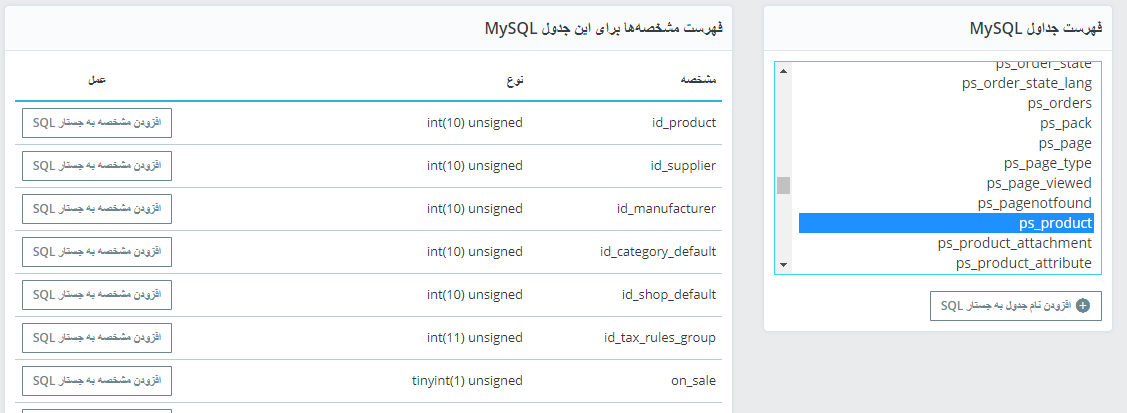 فهرست جداول MySQL
ps_order_state
ps_order_state_lang
ps_orders
ps_pack
ps_page
ps_page_type
ps_page_viewed
ps_pagenotfound
ps_product
ps_product_attachment
ps_product_attribute
افزودن نام جدول به جستار SQL
فهرست مشخصه‌ها برای این جدول MySQL
مشخصه نوع عمل
id_product int(10) unsigned افزودن مشخصه به جستار SQL
id_supplier int(10) unsigned افزودن مشخصه به جستار SQL
id_manufacturer int(10) unsigned افزودن مشخصه به جستار SQL
id_category_default int(10) unsigned افزودن مشخصه به جستار SQL
id_shop_default int(10) unsigned افزودن مشخصه به جستار SQL
id_tax_rules_group int(11) unsigned افزودن مشخصه به جستار SQL
on_sale tinyint(1) unsigned افزودن مشخصه به جستار SQL